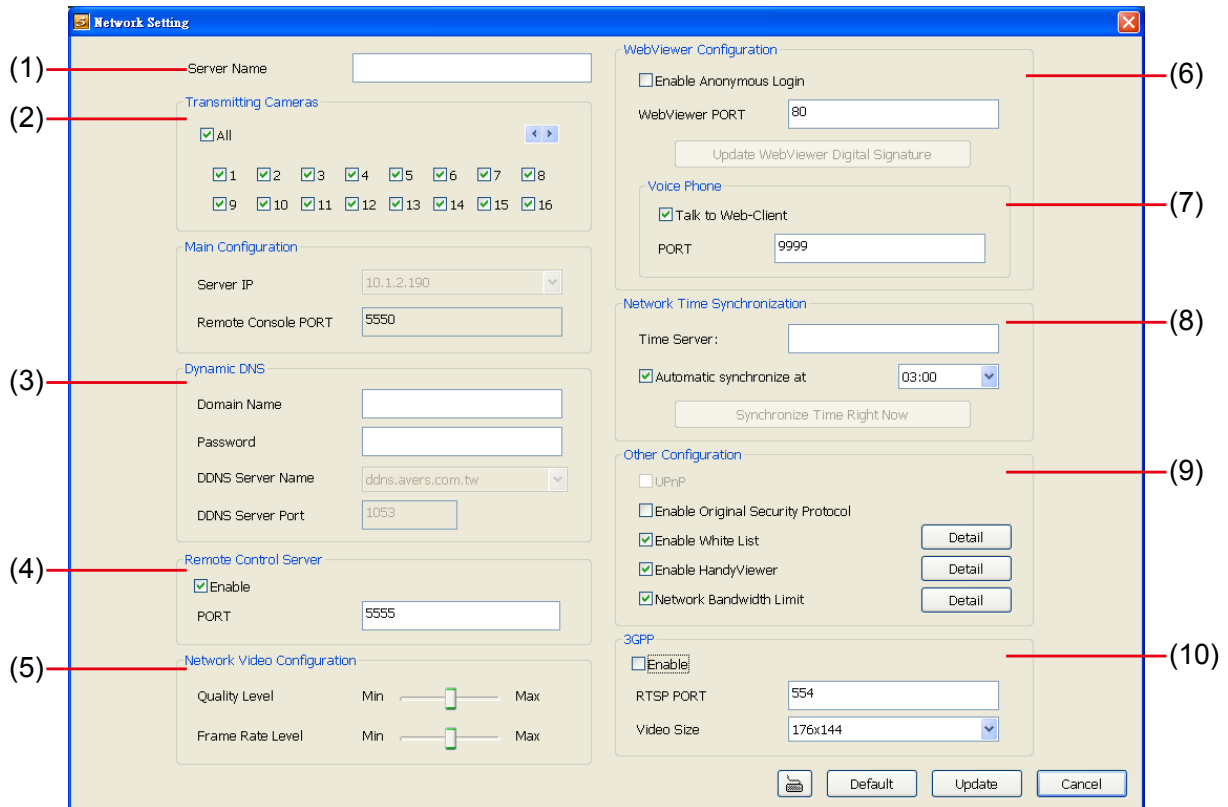 Network Setting
(1)
Server Name
(2)
Transmitting Cameras
All
1 2 3 4 5 6 7 8
9 10 11 12 13 14 15 16
Main Configuration
Server IP 10.1.2.190
Remote Console PORT 5550
(3)
Dynamic DNS
Domain Name
Password
DDNS Server Name ddns.avers.com.tw
DDNS Server Port 1053
(4)
Remote Control Server
Enable
PORT 5555
(5)
Network Video Configuration
Quality Level Min Max
Frame Rate Level Min Max
WebViewer Configuration
(6)
Enable Anonymous Login
WebViewer PORT 80
Update WebViewer Digital Signature
Voice Phone
(7)
Talk to Web-Client
PORT 9999
Network Time Synchronization
(8)
Time Server:
Automatic synchronize at 03:00
Synchronize Time Right Now
Other Configuration
(9)
UPnP
Enable Original Security Protocol
Enable White List Detail
Enable HandyViewer Detail
Network Bandwidth Limit Detail
3GPP
(10)
Enable
RTSP PORT 554
Video Size 176x144
Default Update Cancel